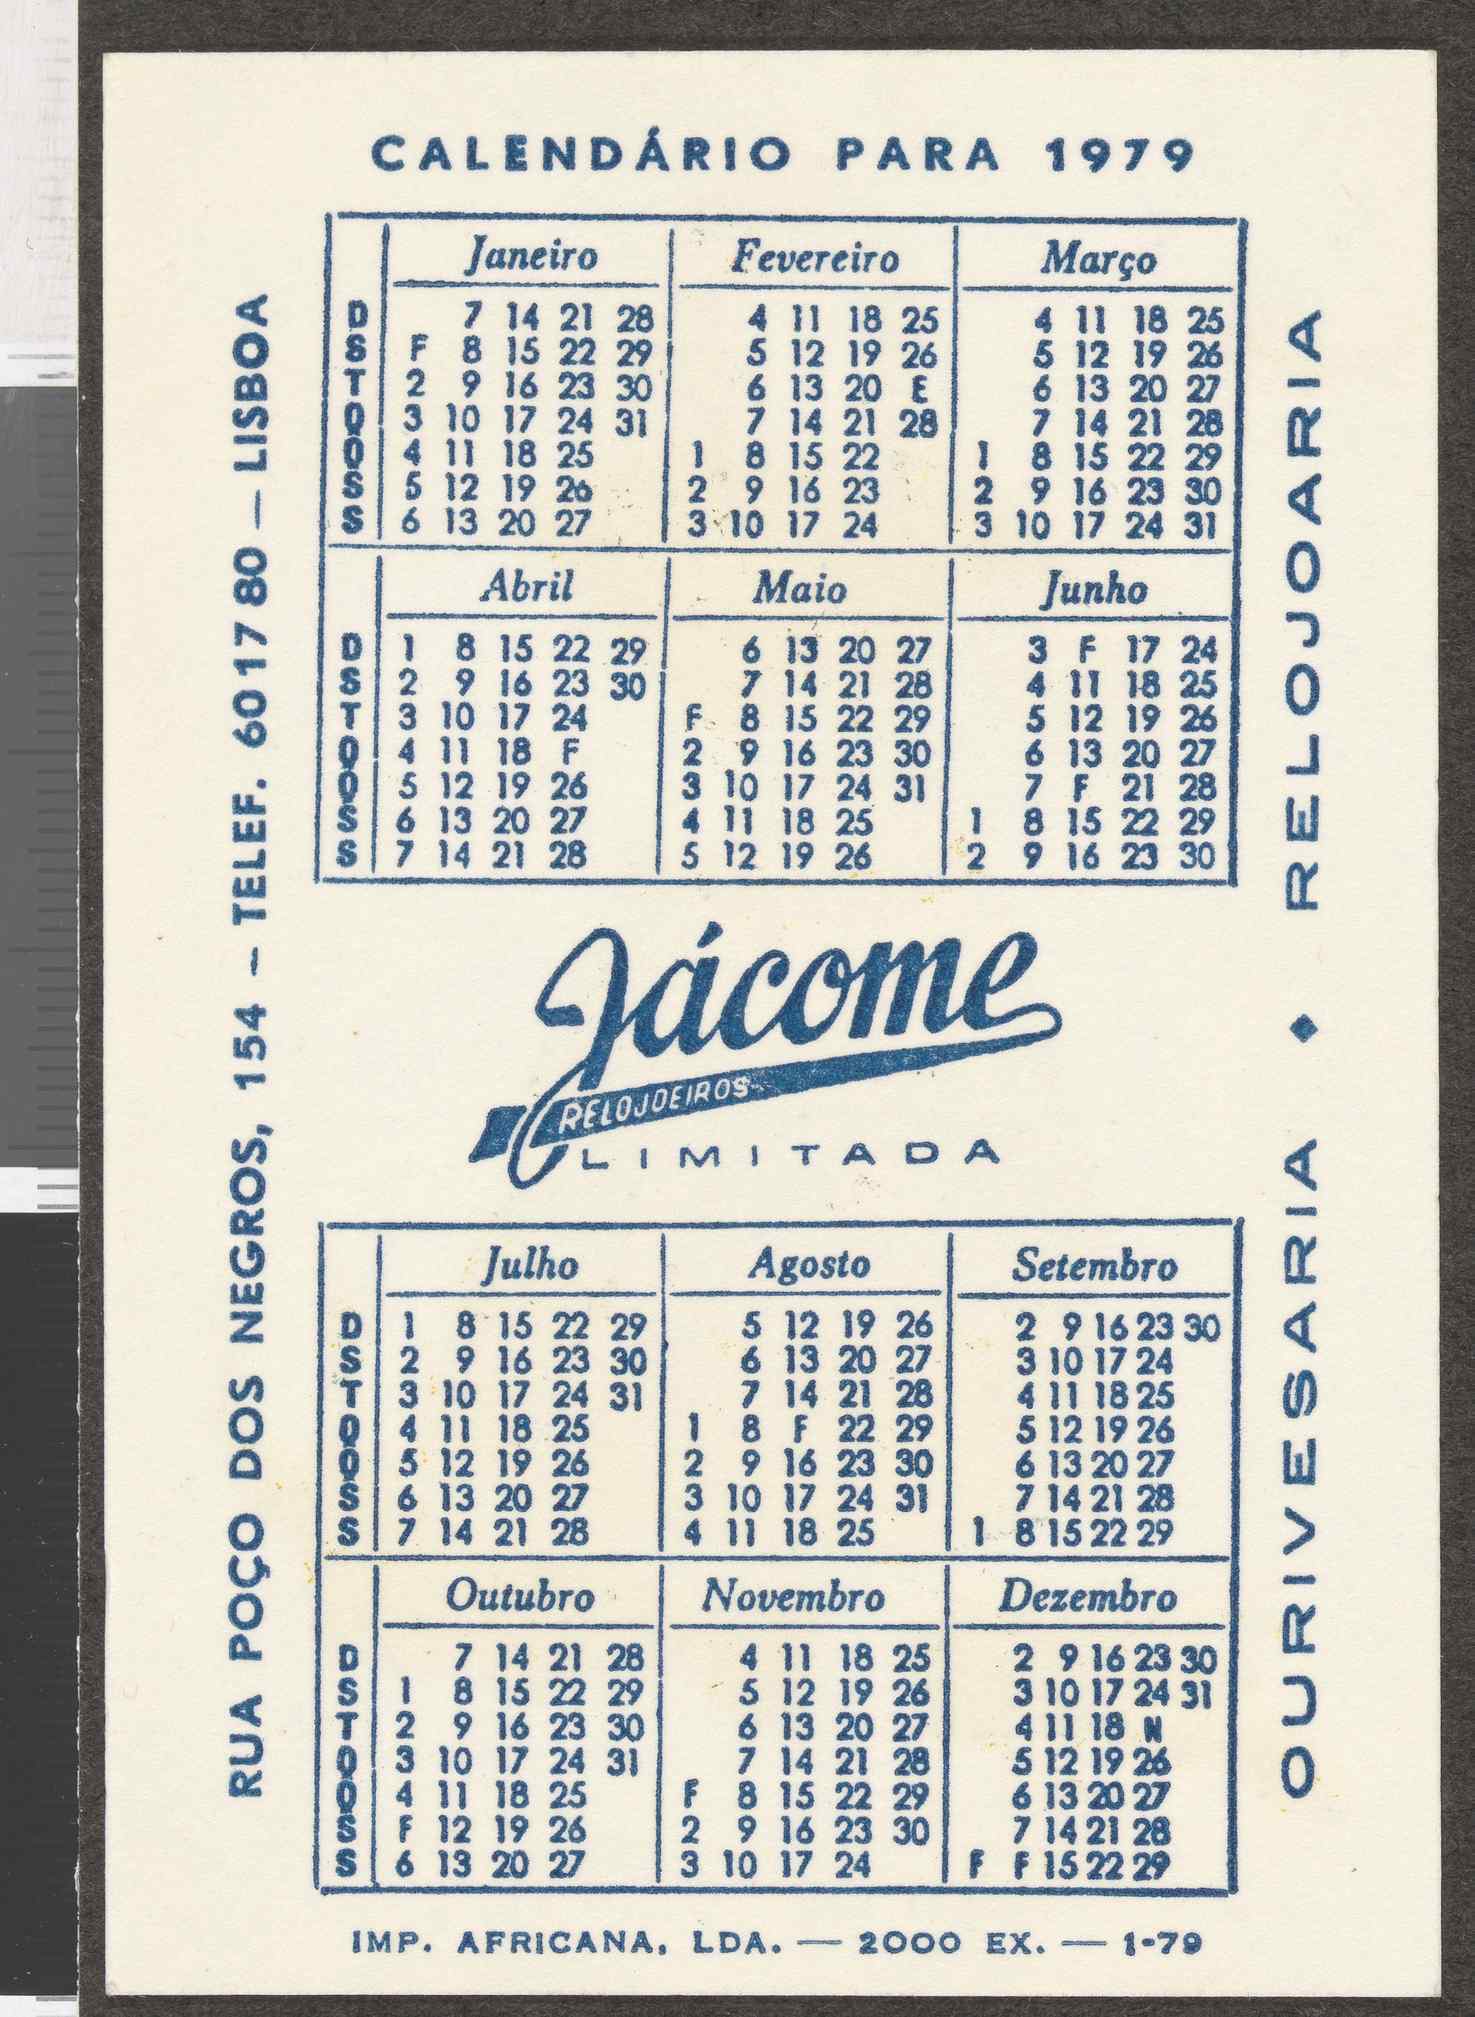 CALENDÁRIO PARA 1979
Janeiro Fevereiro Março
D 7 14 21 28 4 11 18 25 4 11 18 25
S F 8 15 22 29 5 12 19 26 5 12 19 26
T 2 9 16 23 30 6 13 20 E 6 13 20 27
Q 3 10 17 24 31 7 14 21 28 7 14 21 28
Q 4 11 18 25 1 8 15 22 1 8 15 22 29
S 5 12 19 26 2 9 16 23 2 9 16 23 30
S 6 13 20 27 3 10 17 24 3 10 17 24 31
Abril Maio Junho
D 1 8 15 22 29 6 13 20 27 3 F 17 24
S 2 9 16 23 30 7 14 21 28 4 11 18 25
T 3 10 17 24 F 8 15 22 29 5 12 19 26
Q 4 11 18 F 2 9 16 23 30 6 13 20 27
Q 5 12 19 26 3 10 17 24 31 7 F 21 28
S 6 13 20 27 4 11 18 25 1 8 15 22 29
S 7 14 21 28 5 12 19 26 2 9 16 23 30
Jácome
RELOJOEIROS
LIMITADA
Julho Agosto Setembro
D 1 8 15 22 29 5 12 19 26 2 9 16 23 30
S 2 9 16 23 30 6 13 20 27 3 10 17 24
T 3 10 17 24 31 7 14 21 28 4 11 18 25
Q 4 11 18 25 1 8 F 22 29 5 12 19 26
Q 5 12 19 26 2 9 16 23 30 6 13 20 27
S 6 13 20 27 3 10 17 24 31 7 14 21 28
S 7 14 21 28 4 11 18 25 1 8 15 22 29
Outubro Novembro Dezembro
D 7 14 21 28 4 11 18 25 2 9 16 23 30
S 1 8 15 22 29 5 12 19 26 3 10 17 24 31
T 2 9 16 23 30 6 13 20 27 4 11 18 N
Q 3 10 17 24 31 7 14 21 28 5 12 19 26
Q 4 11 18 25 F 8 15 22 29 6 13 20 27
S F 12 19 26 2 9 16 23 30 7 14 21 28
S 6 13 20 27 3 10 17 24 F F 15 22 29
IMP. AFRICANA, LDA. — 2000 EX. — 1-79
RUA POÇO DOS NEGROS, 154 — TELEF. 60 17 80 — LISBOA
OURIVESARIA ♦ RELOJOARIA